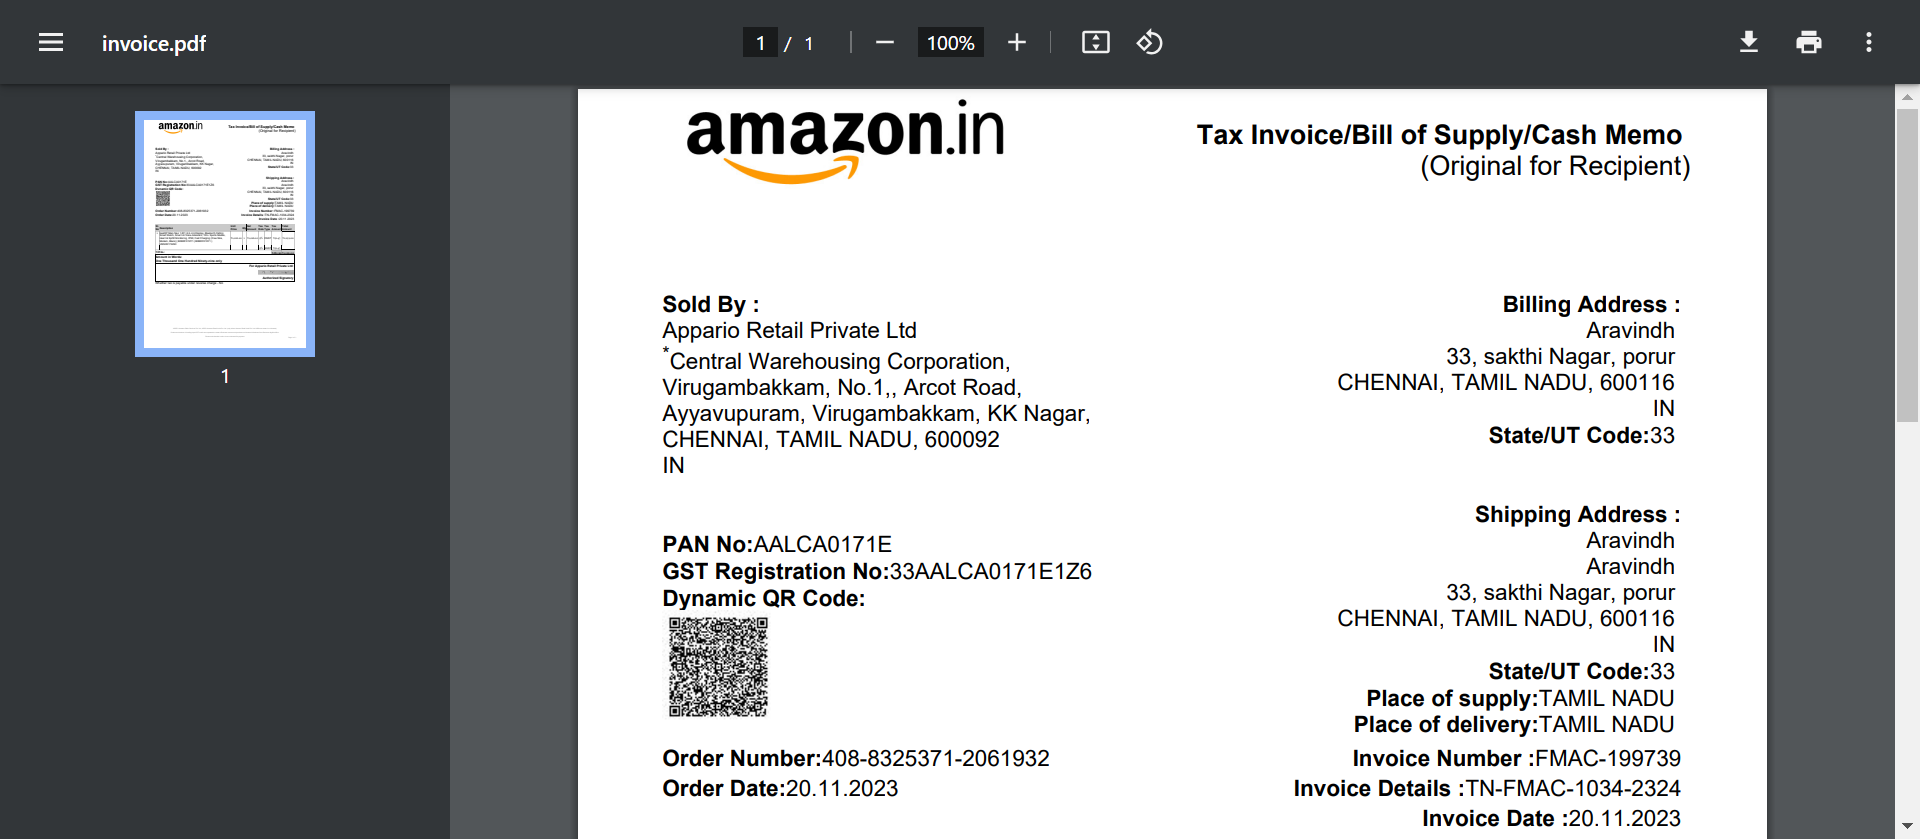 invoice.pdf
1 / 1
100%
1
amazon.in
Tax Invoice/Bill of Supply/Cash Memo
(Original for Recipient)
Sold By :
Appario Retail Private Ltd
*Central Warehousing Corporation,
Virugambakkam, No.1,, Arcot Road,
Ayyavupuram, Virugambakkam, KK Nagar,
CHENNAI, TAMIL NADU, 600092
IN
Billing Address :
Aravindh
33, sakthi Nagar, porur
CHENNAI, TAMIL NADU, 600116
IN
State/UT Code:33
PAN No:AALCA0171E
GST Registration No:33AALCA0171E1Z6
Dynamic QR Code:
Shipping Address :
Aravindh
Aravindh
33, sakthi Nagar, porur
CHENNAI, TAMIL NADU, 600116
IN
State/UT Code:33
Place of supply:TAMIL NADU
Place of delivery:TAMIL NADU
Order Number:408-8325371-2061932
Order Date:20.11.2023
Invoice Number :FMAC-199739
Invoice Details :TN-FMAC-1034-2324
Invoice Date :20.11.2023